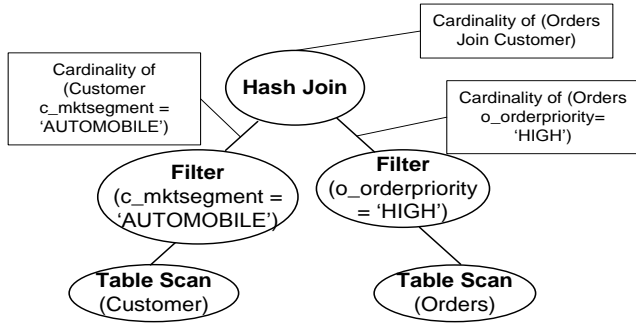 Cardinality of (Orders
Join Customer)
Cardinality of
(Customer
c_mktsegment =
‘AUTOMOBILE’)
Hash Join
Cardinality of (Orders
o_orderpriority=
‘HIGH’)
Filter
(c_mktsegment =
‘AUTOMOBILE’)
Filter
(o_orderpriority
= ‘HIGH’)
Table Scan
(Customer)
Table Scan
(Orders)